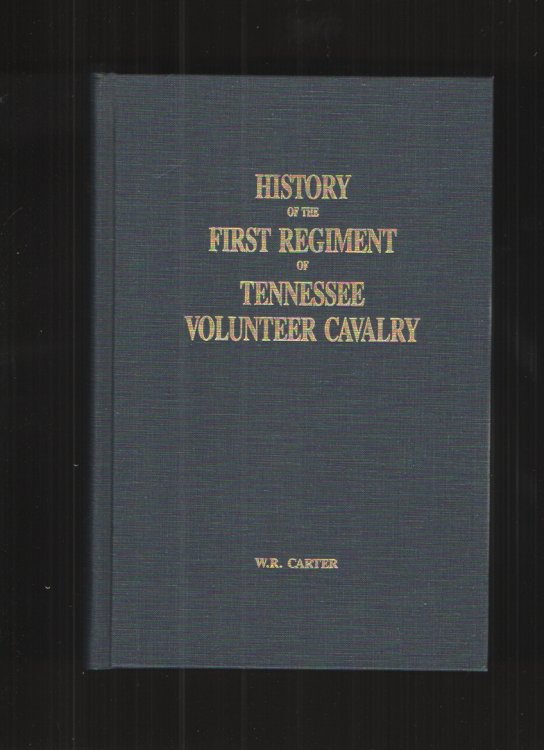 HISTORY
OF THE
FIRST REGIMENT
OF
TENNESSEE
VOLUNTEER CAVALRY
W.R. CARTER